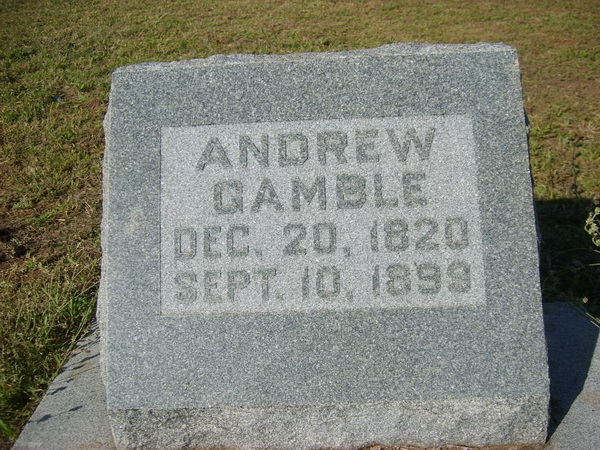 ANDREW
GAMBLE
DEC. 20, 1820
SEPT. 10, 1899